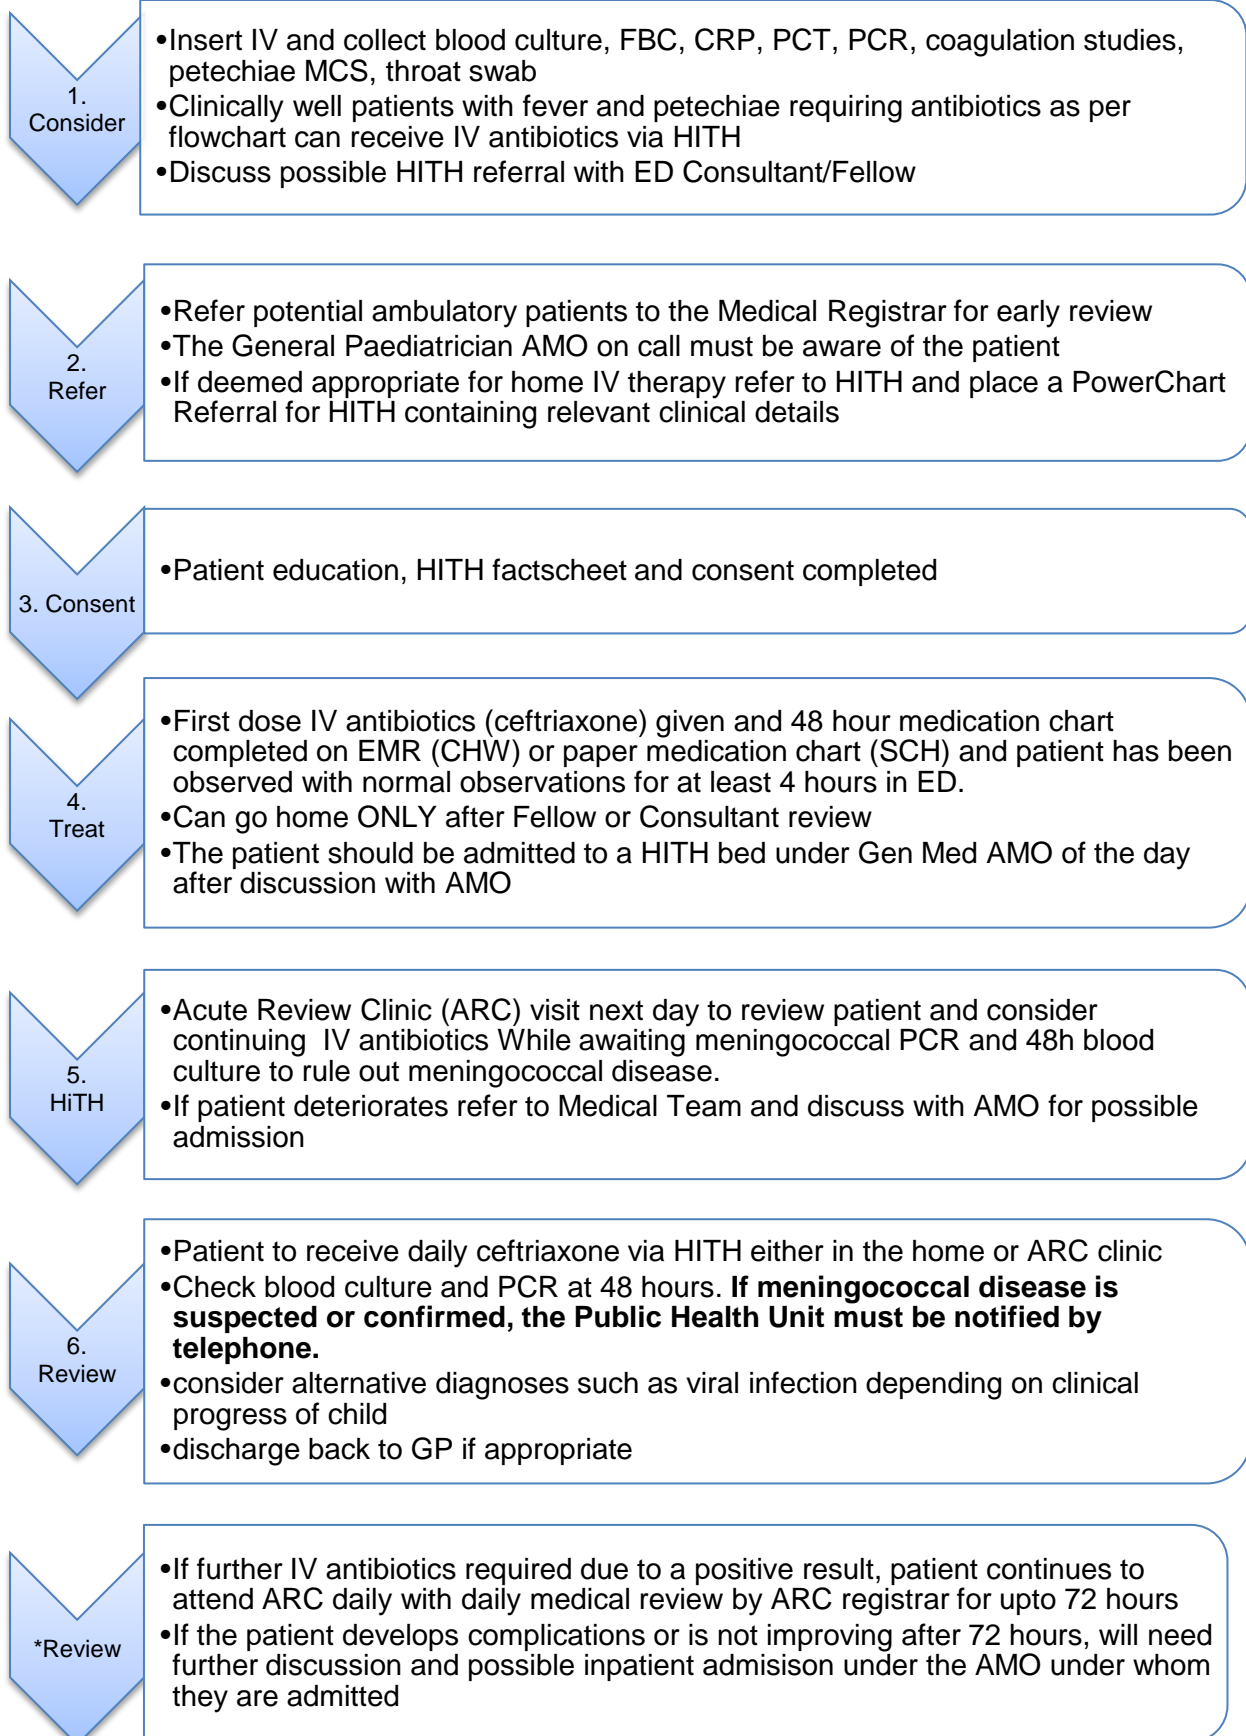 1.
Consider
•Insert IV and collect blood culture, FBC, CRP, PCT, PCR, coagulation studies,
petechiae MCS, throat swab
•Clinically well patients with fever and petechiae requiring antibiotics as per
flowchart can receive IV antibiotics via HITH
•Discuss possible HITH referral with ED Consultant/Fellow
2.
Refer
•Refer potential ambulatory patients to the Medical Registrar for early review
•The General Paediatrician AMO on call must be aware of the patient
•If deemed appropriate for home IV therapy refer to HITH and place a PowerChart
Referral for HITH containing relevant clinical details
3. Consent
•Patient education, HITH factscheet and consent completed
4.
Treat
•First dose IV antibiotics (ceftriaxone) given and 48 hour medication chart
completed on EMR (CHW) or paper medication chart (SCH) and patient has been
observed with normal observations for at least 4 hours in ED.
•Can go home ONLY after Fellow or Consultant review
•The patient should be admitted to a HITH bed under Gen Med AMO of the day
after discussion with AMO
5.
HiTH
•Acute Review Clinic (ARC) visit next day to review patient and consider
continuing  IV antibiotics While awaiting meningococcal PCR and 48h blood
culture to rule out meningococcal disease.
•If patient deteriorates refer to Medical Team and discuss with AMO for possible
admission
6.
Review
•Patient to receive daily ceftriaxone via HITH either in the home or ARC clinic
•Check blood culture and PCR at 48 hours. If meningococcal disease is
suspected or confirmed, the Public Health Unit must be notified by
telephone.
•consider alternative diagnoses such as viral infection depending on clinical
progress of child
•discharge back to GP if appropriate
*Review
•If further IV antibiotics required due to a positive result, patient continues to
attend ARC daily with daily medical review by ARC registrar for upto 72 hours
•If the patient develops complications or is not improving after 72 hours, will need
further discussion and possible inpatient admisison under the AMO under whom
they are admitted